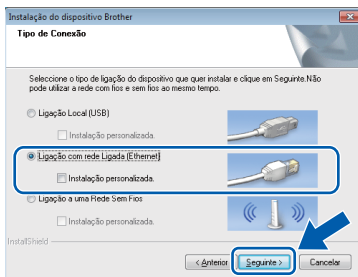 Instalação do dispositivo Brother
Tipo de Conexão
Seleccione o tipo de ligação do dispositivo que quer instalar e clique em Seguinte.Não
pode utilizar a rede com fios e sem fios ao mesmo tempo.
Ligação Local (USB)
Instalação personalizada.
Ligação com rede Ligada (Ethernet)
Instalação personalizada.
Ligação a uma Rede Sem Fios
Instalação personalizada.
InstallShield
< Anterior
Seguinte >
Cancelar